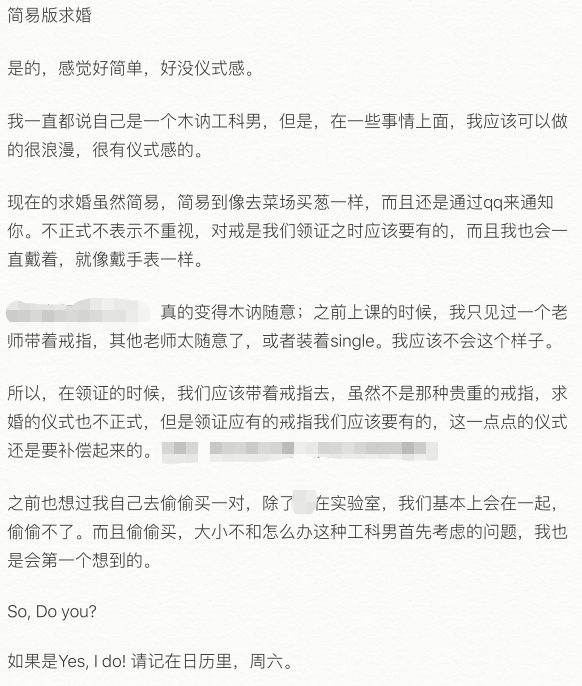 简易版求婚
是的，感觉好简单，好没仪式感。
我一直都说自己是一个木讷工科男，但是，在一些事情上面，我应该可以做
的很浪漫，很有仪式感的。
现在的求婚虽然简易，简易到像去菜场买葱一样，而且还是通过qq来通知
你。不正式不表示不重视，对戒是我们领证之时应该要有的，而且我也会一
直戴着，就像戴手表一样。
真的变得木讷随意；之前上课的时候，我只见过一个老
师带着戒指，其他老师太随意了，或者装着single。我应该不会这个样子。
所以，在领证的时候，我们应该带着戒指去，虽然不是那种贵重的戒指，求
婚的仪式也不正式，但是领证应有的戒指我们应该要有的，这一点点的仪式
还是要补偿起来的。
之前也想过我自己去偷偷买一对，除了 在实验室，我们基本上会在一起，
偷偷不了。而且偷偷买，大小不和怎么办这种工科男首先考虑的问题，我也
是会第一个想到的。
So, Do you?
如果是Yes, I do! 请记在日历里，周六。